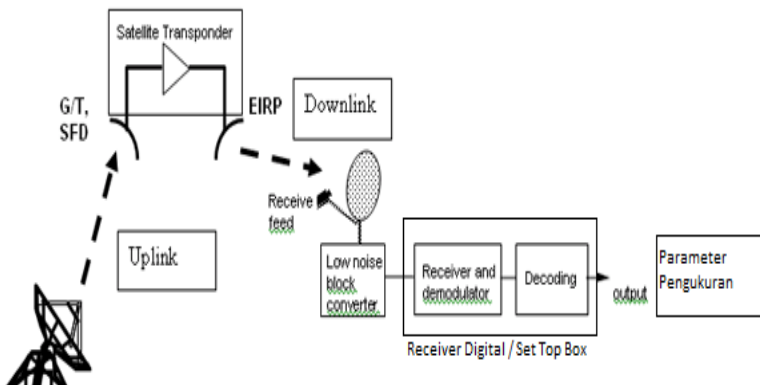 Satellite Transponder
G/T,
SFD
EIRP
Downlink
Uplink
Receive
feed
Low noise
block
converter
Receiver and
demodulator
Decoding
output
Parameter
Pengukuran
Receiver Digital / Set Top Box